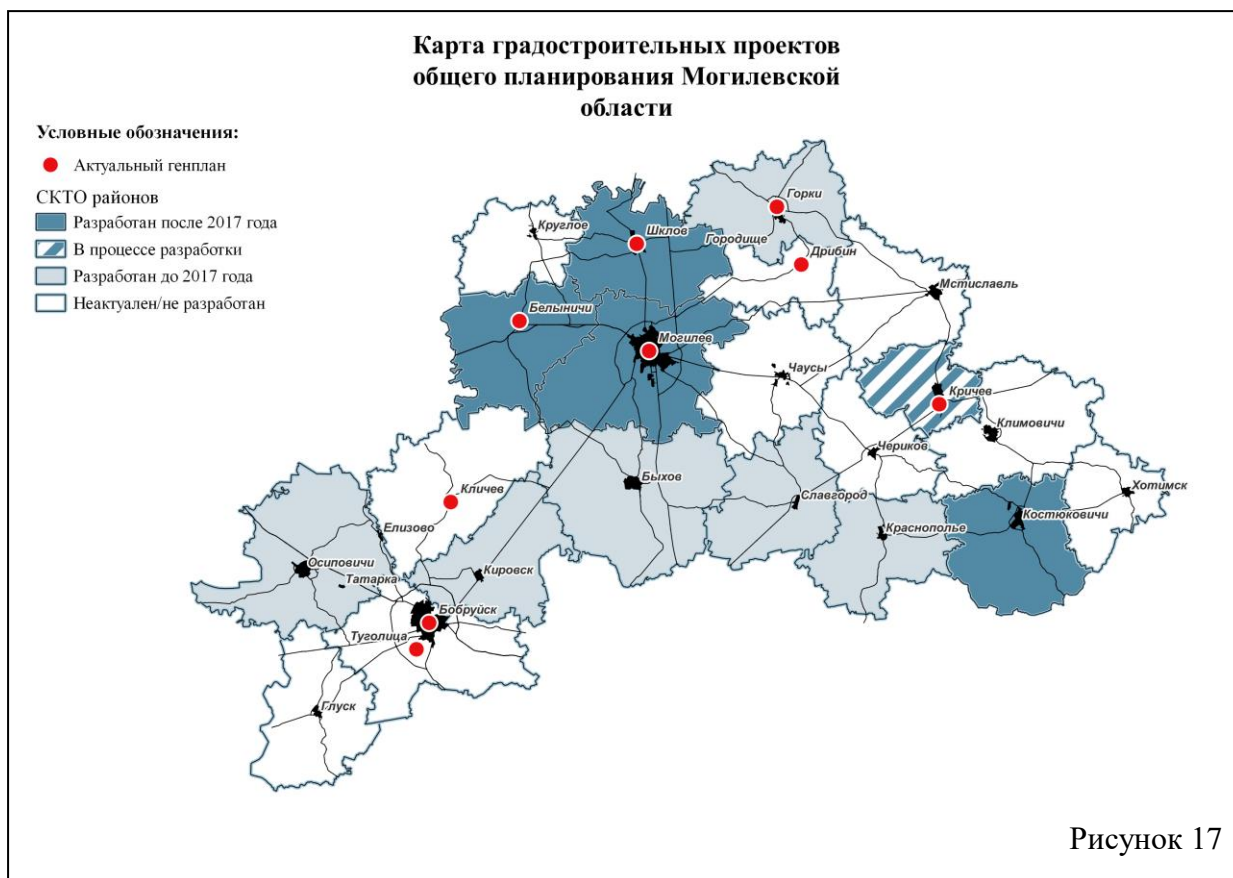 Карта градостроительных проектов
общего планирования Могилевской
области
Условные обозначения:
Актуальный генплан
СКТО районов
Разработан после 2017 года
В процессе разработки
Разработан до 2017 года
Неактуален/не разработан
Горки
Круглое
Шклов
Городище
Дрибин
Мстиславль
Белыничи
Могилев
Чаусы
Кричев
Климовичи
Чериков
Быхов
Славгород
Хотимск
Кличев
Костюковичи
Елизово
Краснополье
Осиповичи
Кировск
Татарка
Бобруйск
Туголица
Глуск
Рисунок 17